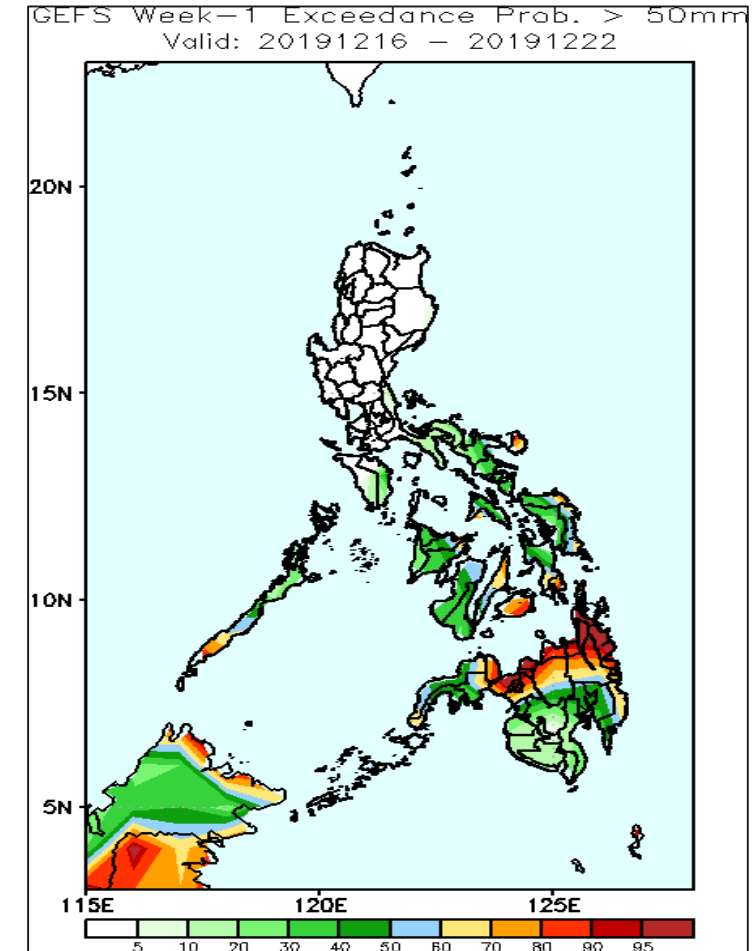 GEFS Week-1 Exceedance Prob. > 50mm
Valid: 20191216 - 20191222
20N
15N
10N
5N
115E 120E 125E
5 10 20 30 40 50 60 70 80 90 95